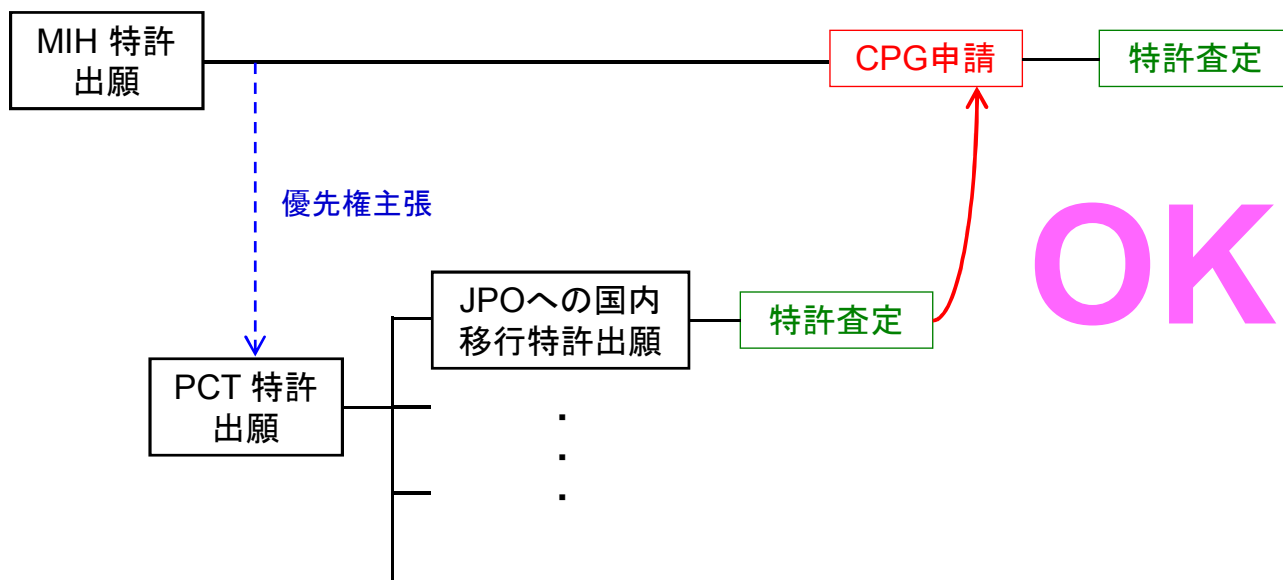 MIH 特許
出願
CPG申請
特許査定
優先権主張
OK
JPOへの国内
移行特許出願
特許査定
PCT 特許
出願